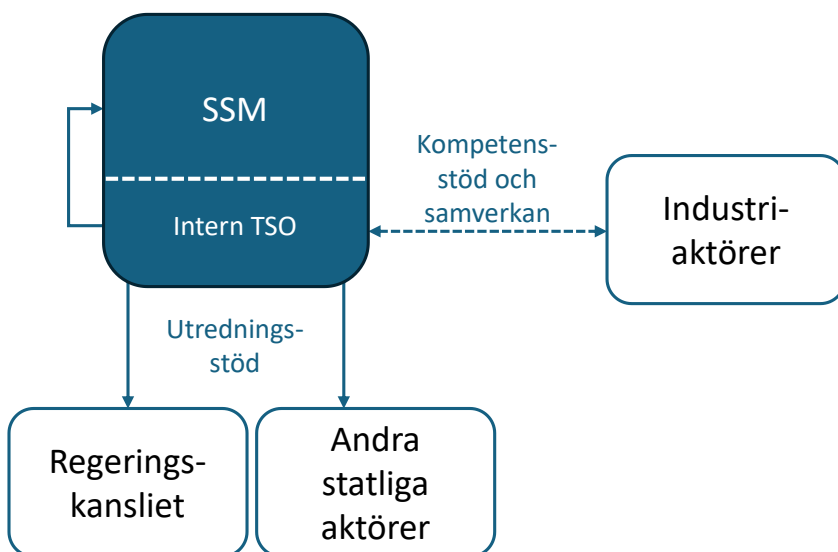 SSM
Intern TSO
Kompetens-
stöd och
samverkan
Industri-
aktörer
Utrednings-
stöd
Regerings-
kansliet
Andra
statliga
aktörer